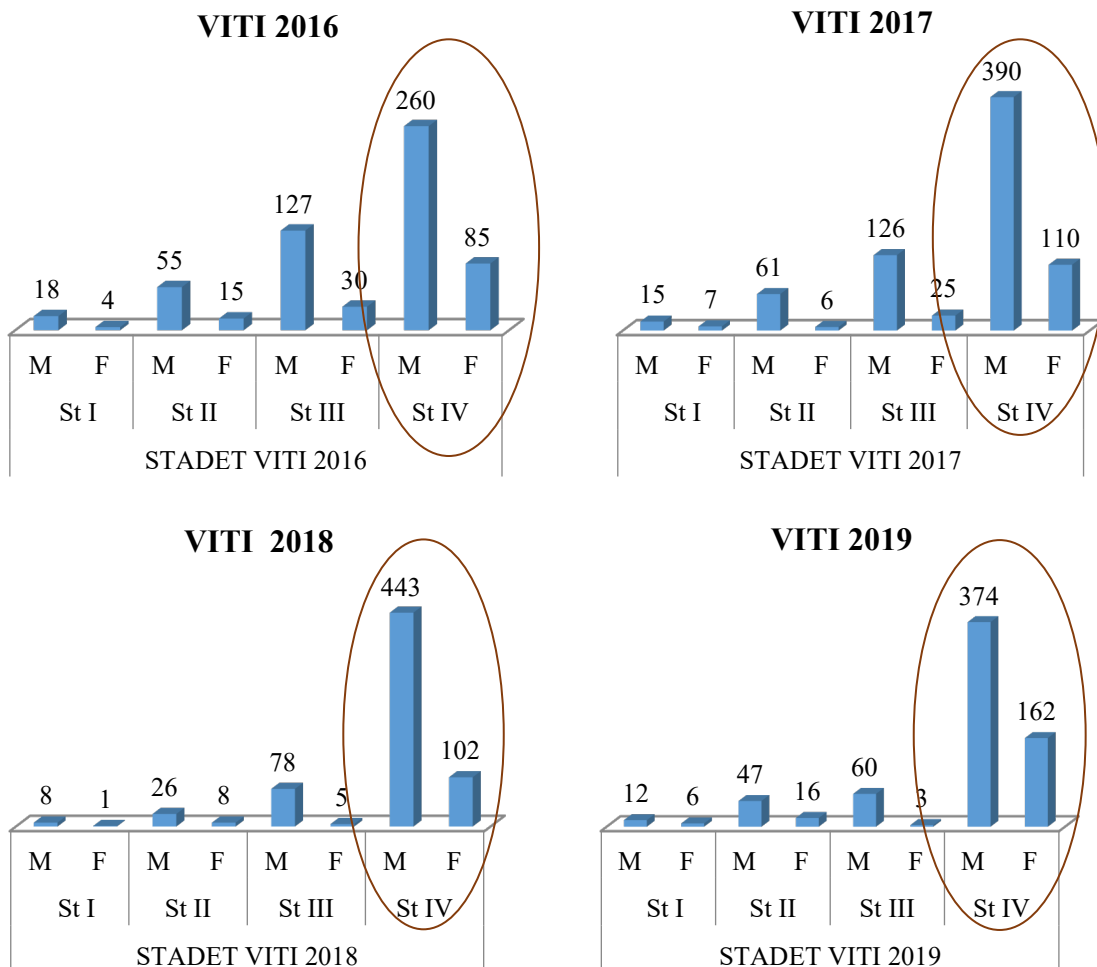 VITI 2016
260
127
85
55
30
18
15
4
M F M F M F M F
St I St II St III St IV
STADET VITI 2016
VITI 2017
390
126
110
61
25
15
7
6
M F M F M F M F
St I St II St III St IV
STADET VITI 2017
VITI 2018
443
102
78
26
8
8
5
1
M F M F M F M F
St I St II St III St IV
STADET VITI 2018
VITI 2019
374
162
60
47
16
12
6
3
M F M F M F M F
St I St II St III St IV
STADET VITI 2019